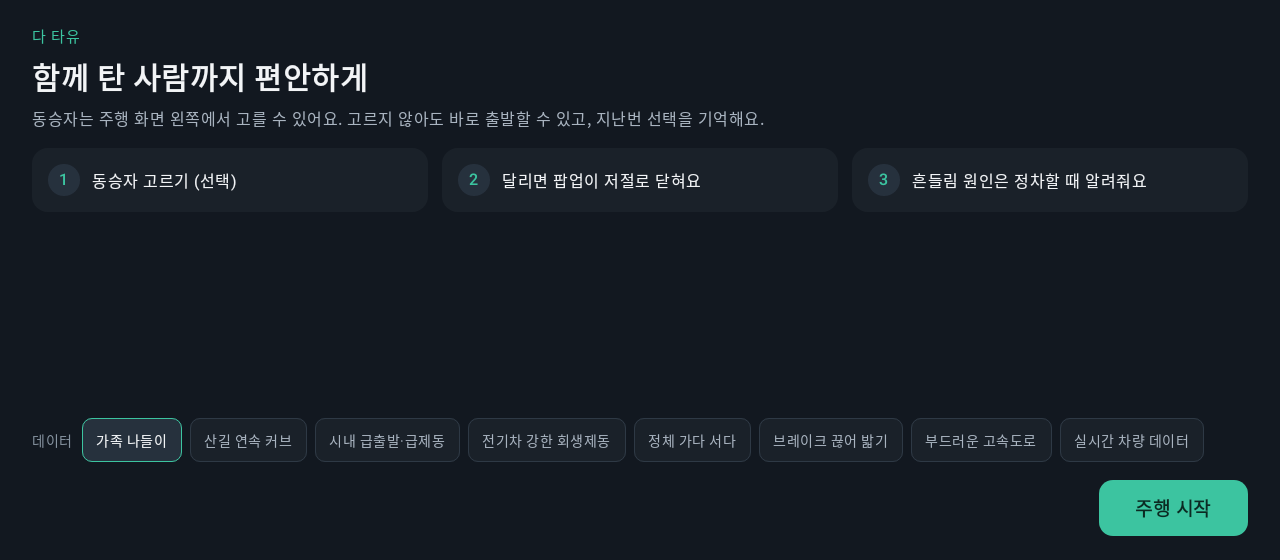 다 타유
함께 탄 사람까지 편안하게
동승자는 주행 화면 왼쪽에서 고를 수 있어요. 고르지 않아도 바로 출발할 수 있고, 지난번 선택을 기억해요.
1 동승자 고르기 (선택)
2 달리면 팝업이 저절로 닫혀요
3 흔들림 원인은 정차할 때 알려줘요
데이터 가족 나들이 산길 연속 커브 시내 급출발·급제동 전기차 강한 회생제동 정체 가다 서다 브레이크 끊어 밟기 부드러운 고속도로 실시간 차량 데이터
주행 시작